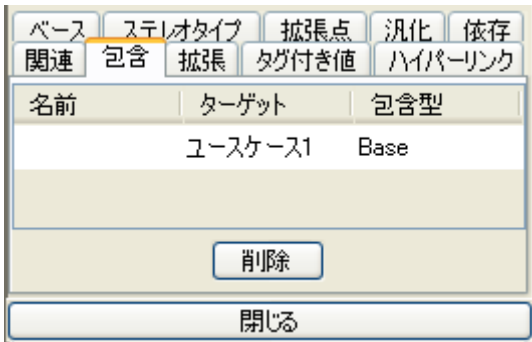 ベース ステレオタイプ 拡張点 汎化 依存
関連 包含 拡張 タグ付き値 ハイパーリンク
名前 ターゲット 包含型
ユースケース1 Base
削除
閉じる